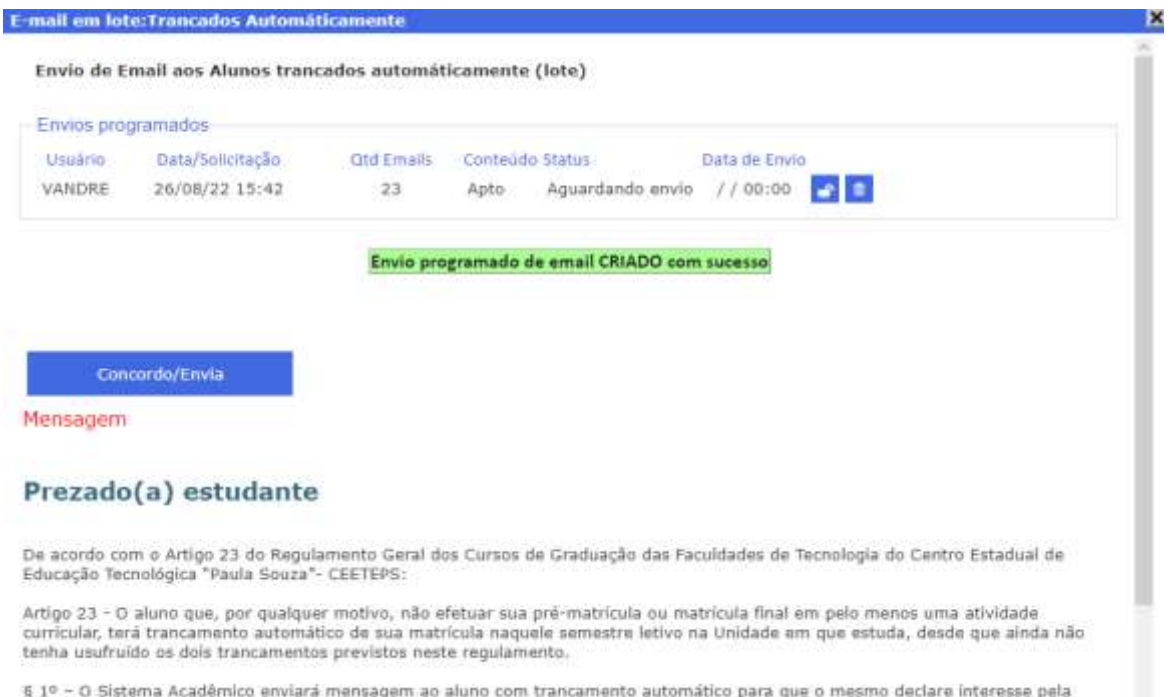 E-mail em lote:Trancados Automáticamente
Envio de Email aos Alunos trancados automáticamente (lote)
Envios programados
Usuário Data/Solicitação Qtd Emails Conteúdo Status Data de Envio
VANDRE 26/08/22 15:42 23 Apto Aguardando envio / / 00:00
Envio programado de email CRIADO com sucesso
Concordo/Envia
Mensagem
Prezado(a) estudante
De acordo com o Artigo 23 do Regulamento Geral dos Cursos de Graduação das Faculdades de Tecnologia do Centro Estadual de
Educação Tecnológica "Paula Souza"- CEETEPS:
Artigo 23 - O aluno que, por qualquer motivo, não efetuar sua pré-matrícula ou matrícula final em pelo menos uma atividade
curricular, terá trancamento automático de sua matrícula naquele semestre letivo na Unidade em que estuda, desde que ainda não
tenha usufruído os dois trancamentos previstos neste regulamento.
§ 1º - O Sistema Acadêmico enviará mensagem ao aluno com trancamento automático para que o mesmo declare interesse pela